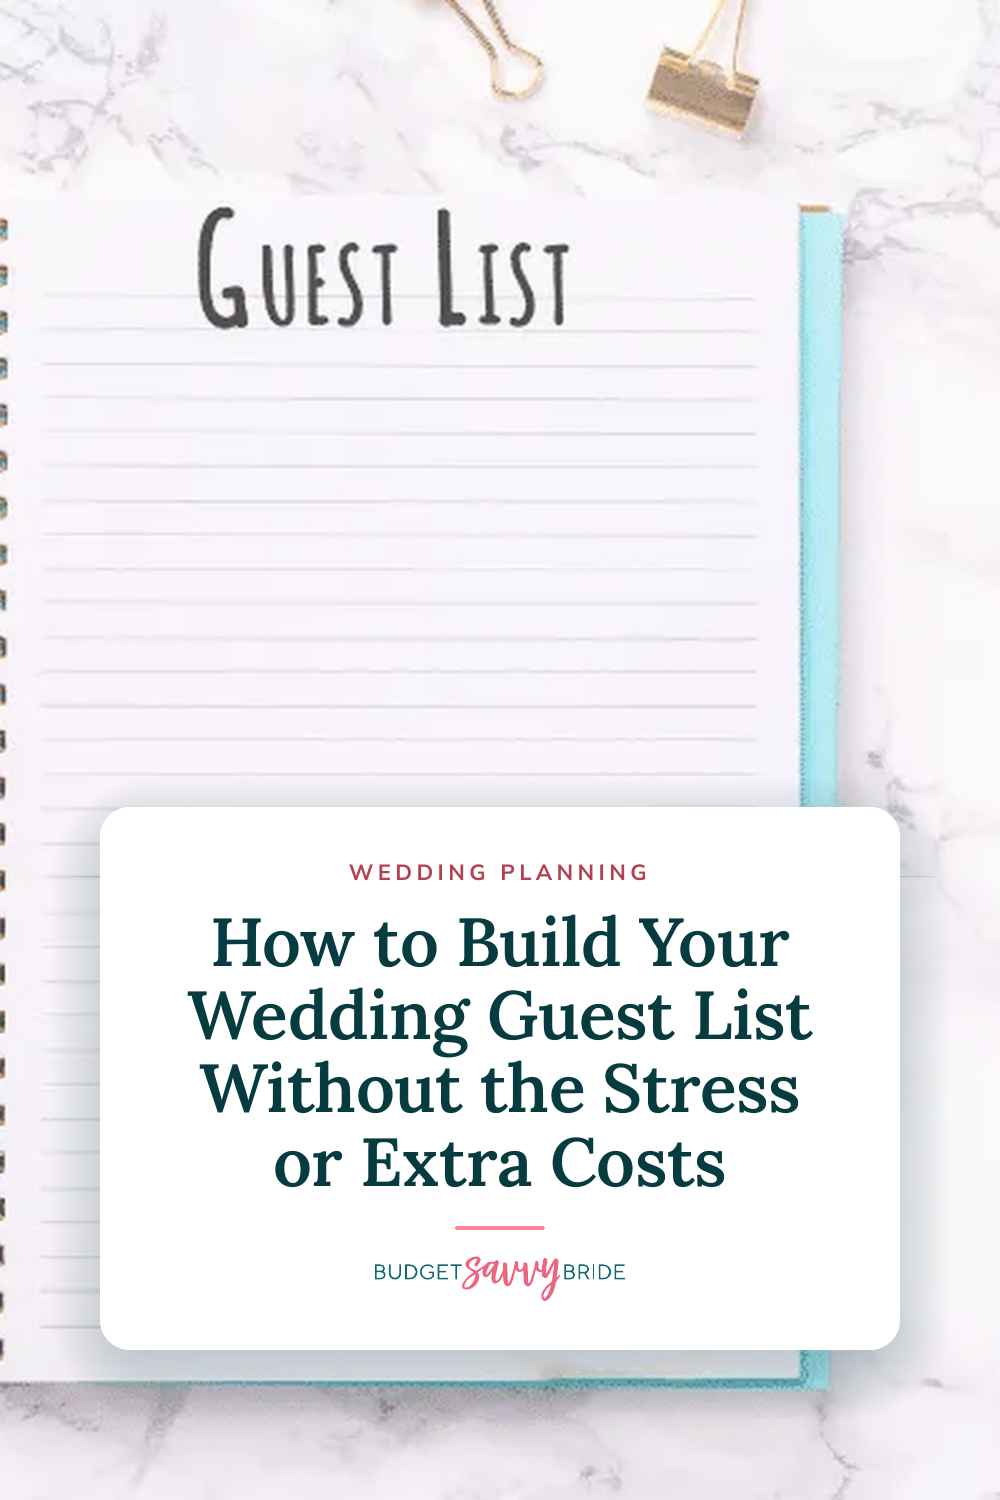 Guest List
WEDDING PLANNING
How to Build Your
Wedding Guest List
Without the Stress
or Extra Costs
BUDGET savvy BRIDE